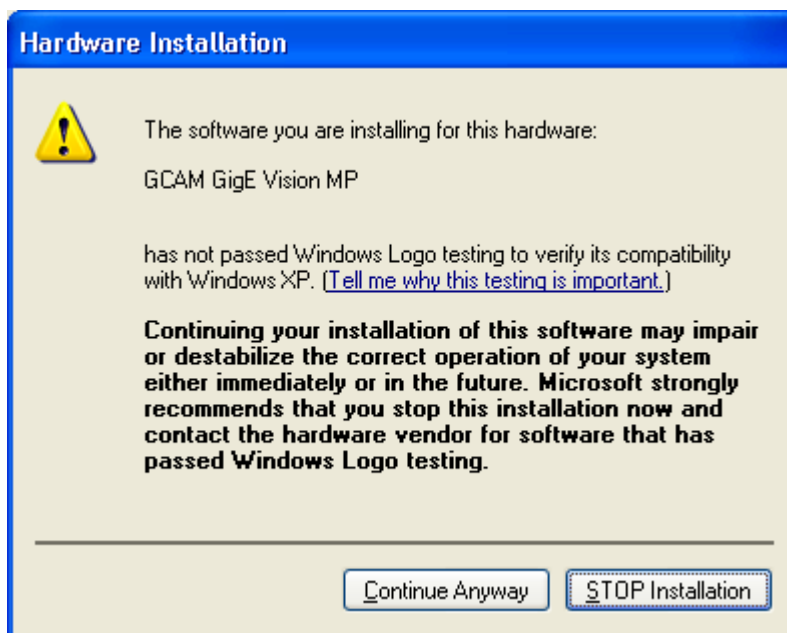 Hardware Installation
The software you are installing for this hardware:
GCAM GigE Vision MP
has not passed Windows Logo testing to verify its compatibility
with Windows XP. (Tell me why this testing is important.)
Continuing your installation of this software may impair
or destabilize the correct operation of your system
either immediately or in the future. Microsoft strongly
recommends that you stop this installation now and
contact the hardware vendor for software that has
passed Windows Logo testing.
Continue Anyway
STOP Installation